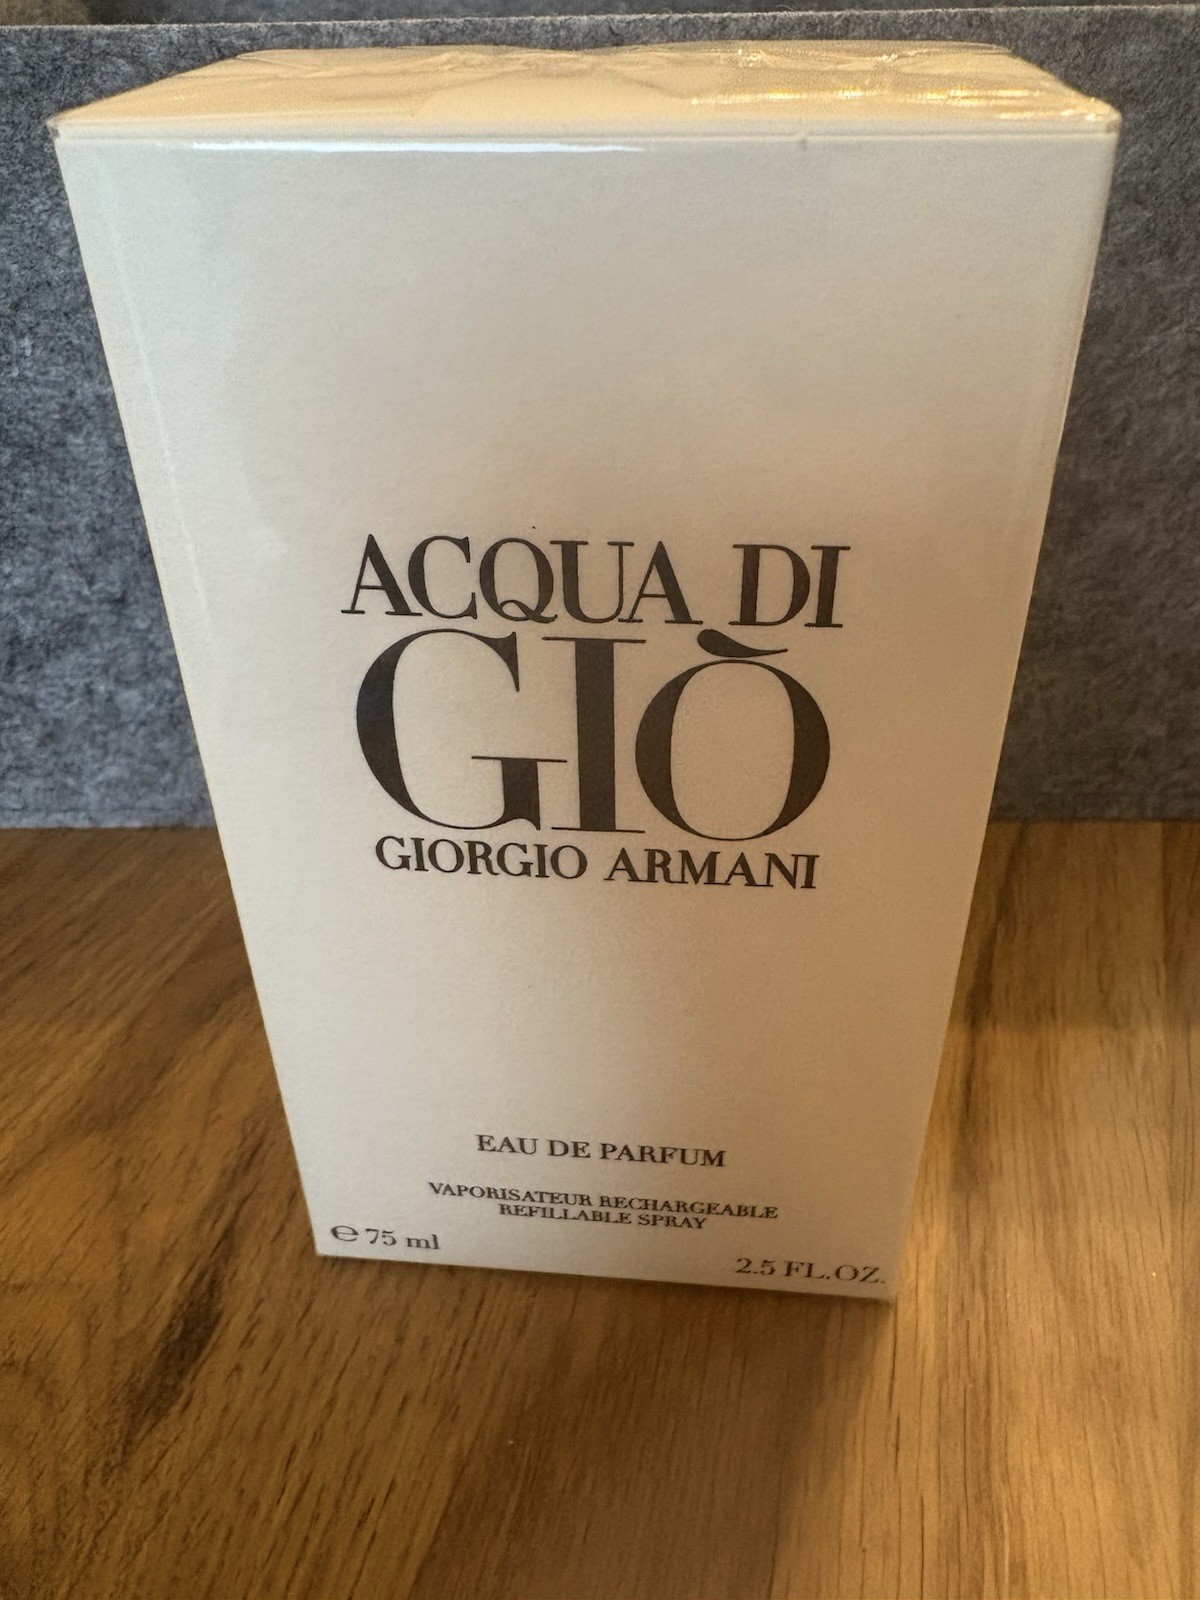 ACQUA DI
GIÒ
GIORGIO ARMANI
EAU DE PARFUM
VAPORISATEUR RECHARGEABLE
REFILLABLE SPRAY
℮ 75 ml
2.5 FL.OZ.